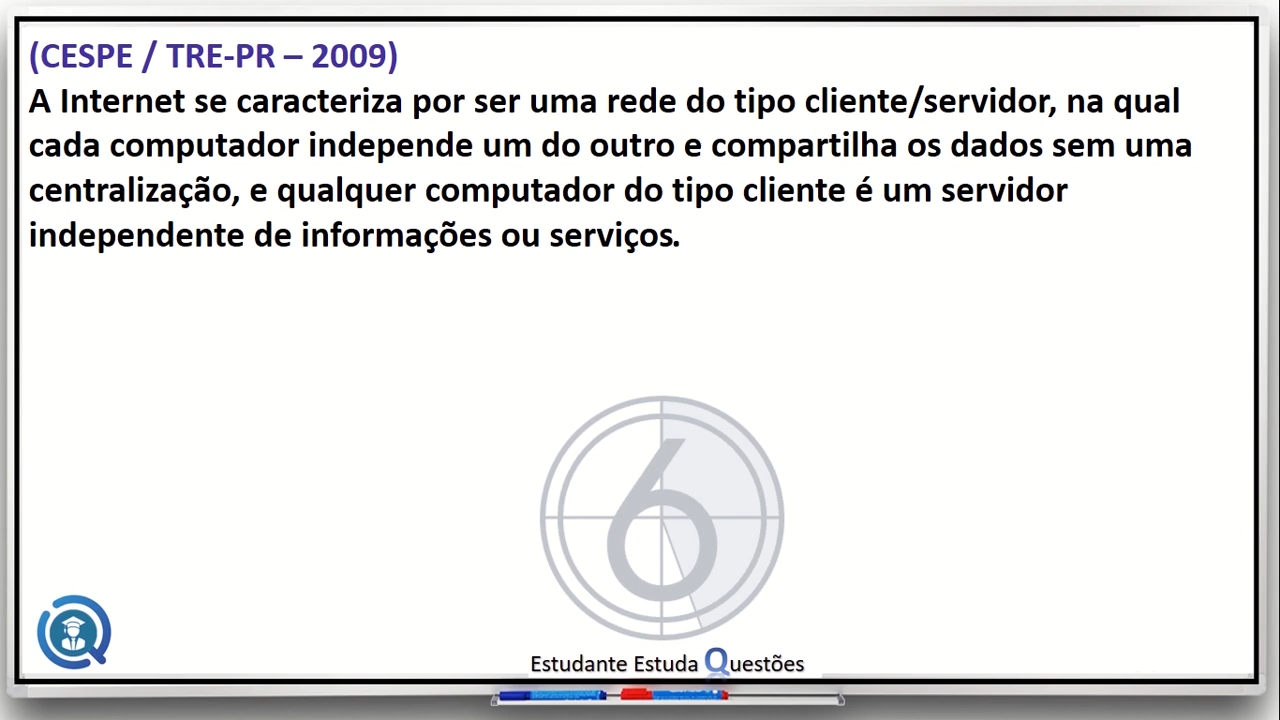 (CESPE / TRE-PR – 2009)
A Internet se caracteriza por ser uma rede do tipo cliente/servidor, na qual
cada computador independe um do outro e compartilha os dados sem uma
centralização, e qualquer computador do tipo cliente é um servidor
independente de informações ou serviços.
6
Estudante Estuda Questões